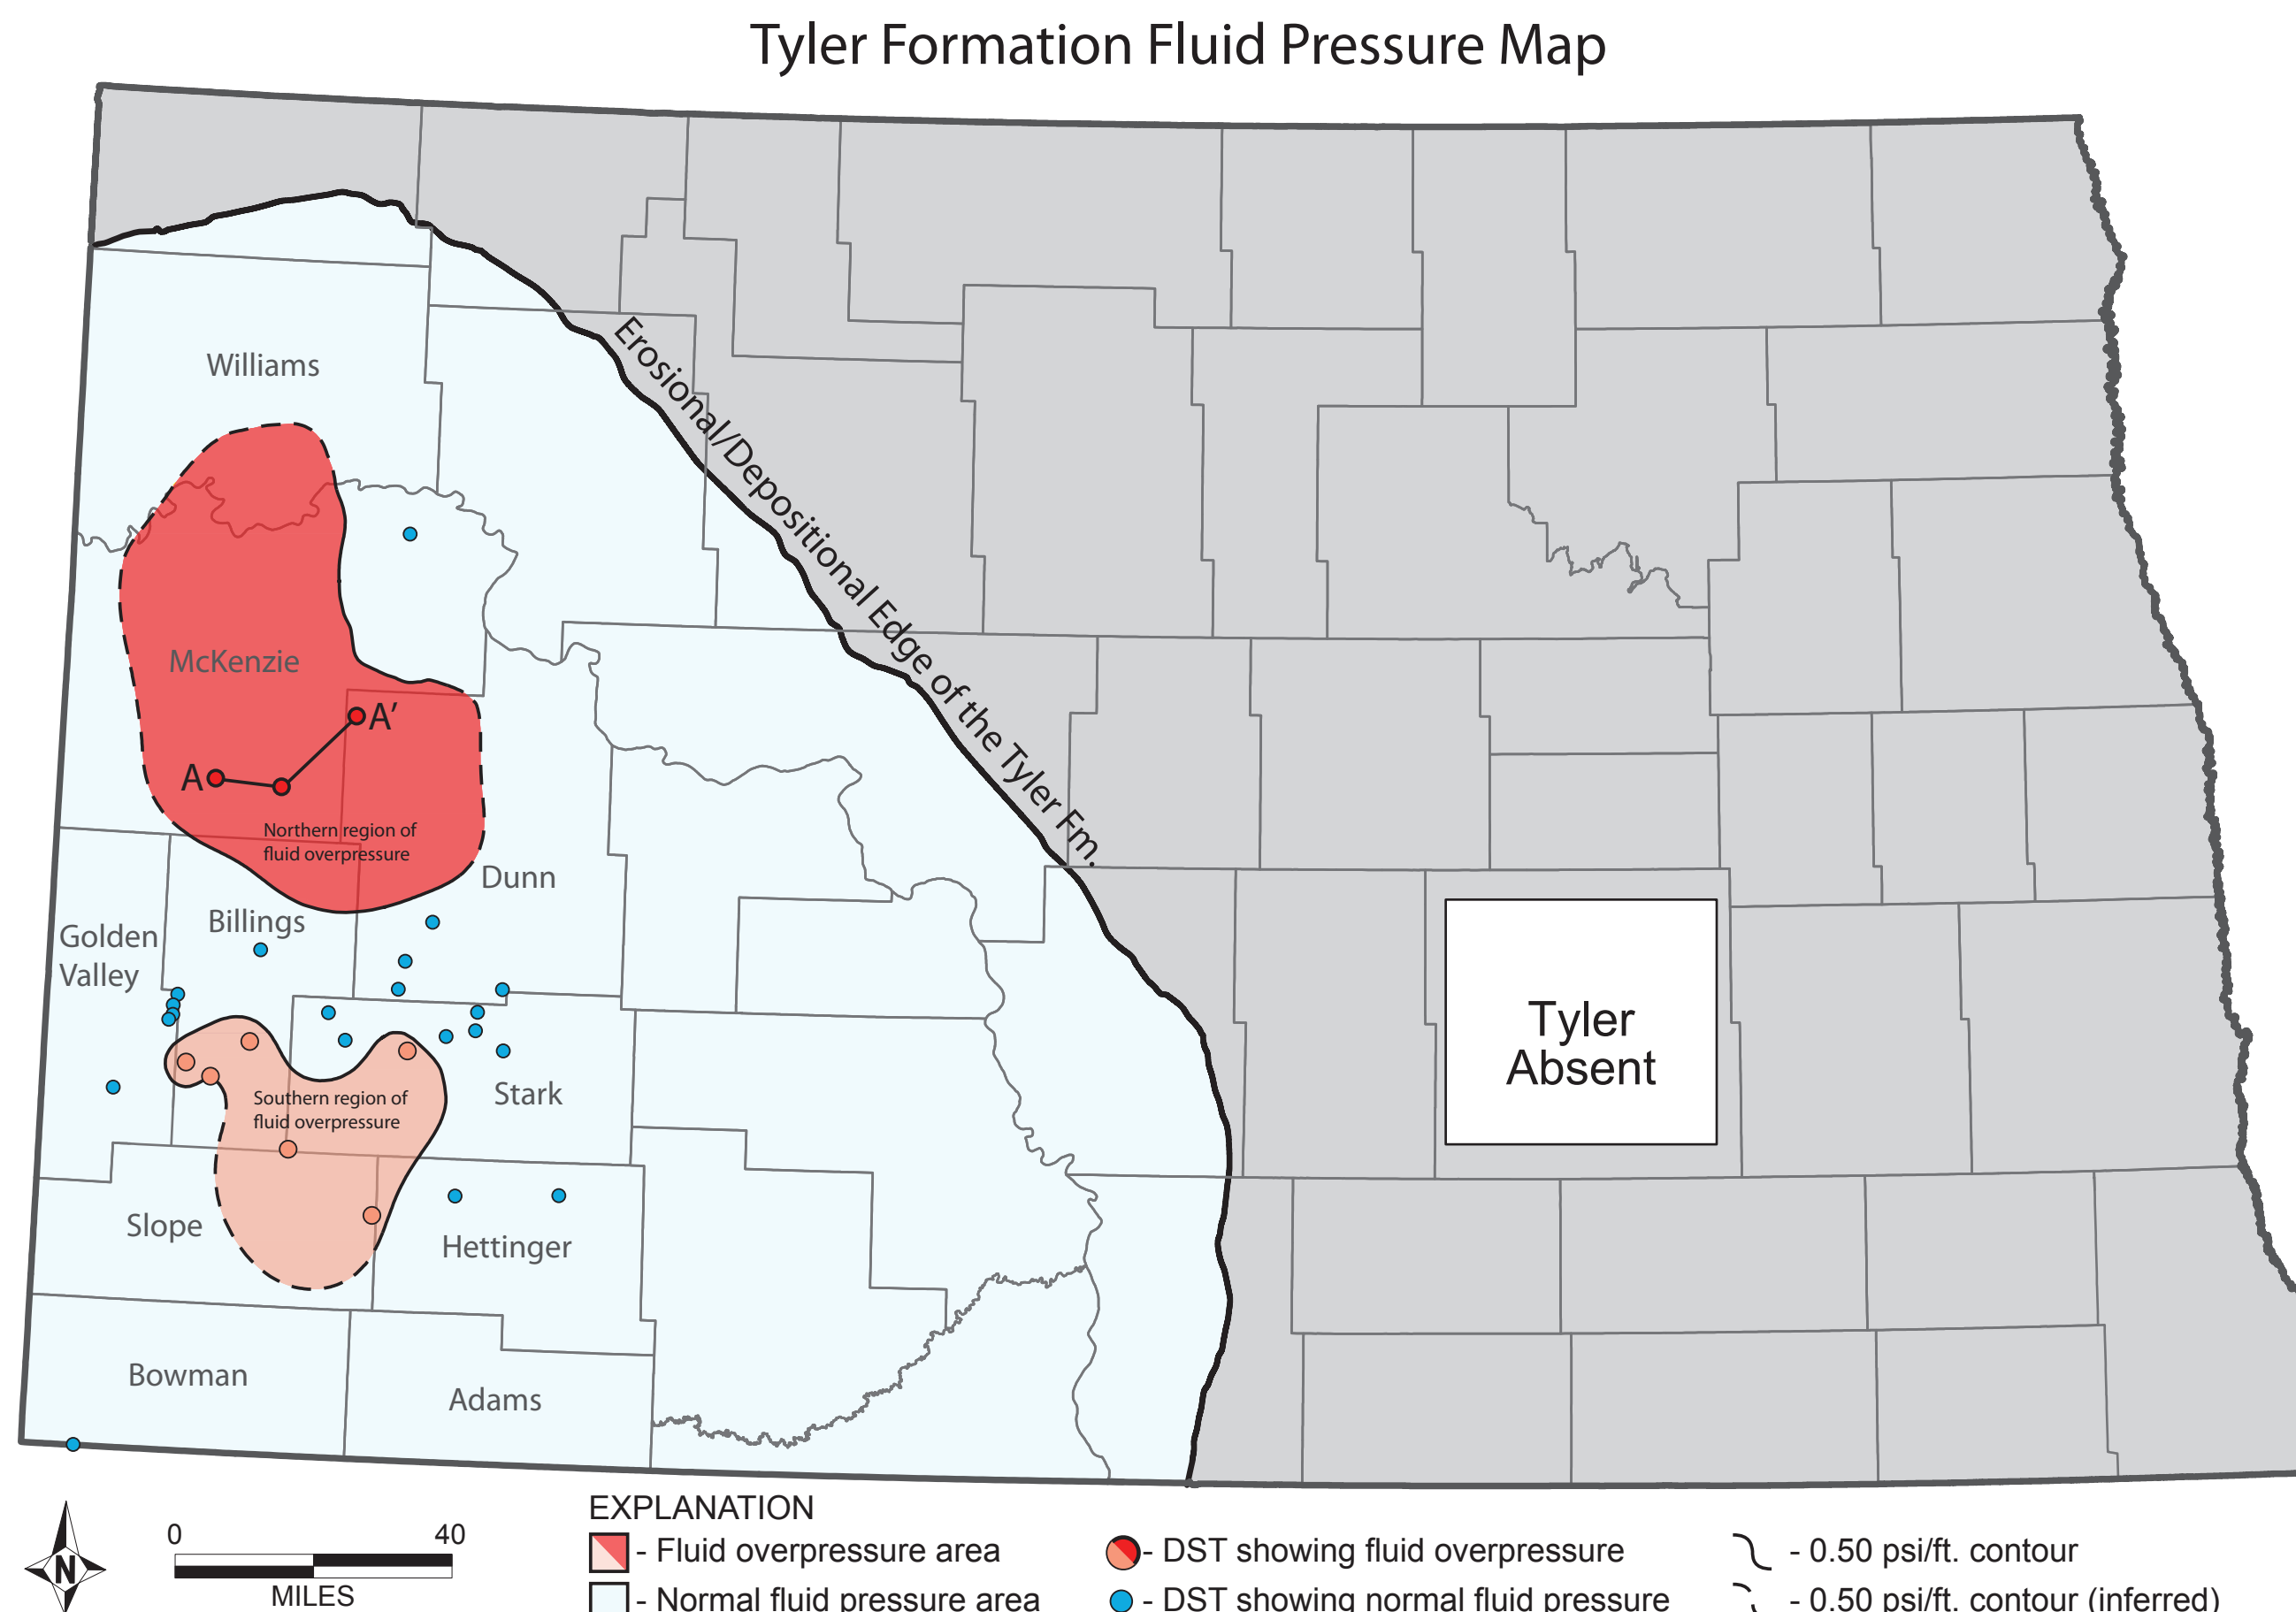 Tyler Formation Fluid Pressure Map
Williams
Erosional/Depositional Edge of the Tyler Fm.
McKenzie
A’
A
Northern region of
fluid overpressure
Dunn
Billings
Golden
Valley
Tyler
Absent
Stark
Southern region of
fluid overpressure
Slope
Hettinger
Bowman
Adams
N
0 40
MILES
EXPLANATION
- Fluid overpressure area
- Normal fluid pressure area
- DST showing fluid overpressure
- DST showing normal fluid pressure
- 0.50 psi/ft. contour
- 0.50 psi/ft. contour (inferred)